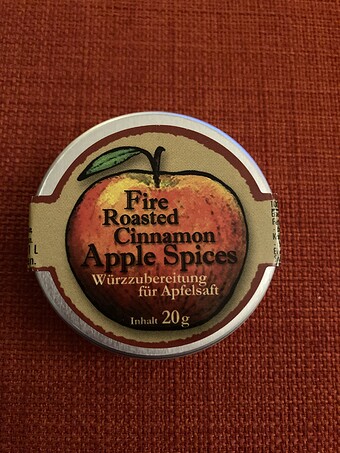 Fire
Roasted
Cinnamon
Apple Spices
Würzzubereitung
für Apfelsaft
Inhalt 20g